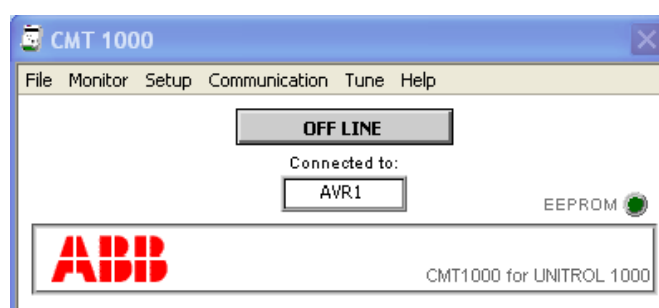 CMT 1000
File Monitor Setup Communication Tune Help
OFF LINE
Connected to:
AVR1
EEPROM
ABB
CMT1000 for UNITROL 1000